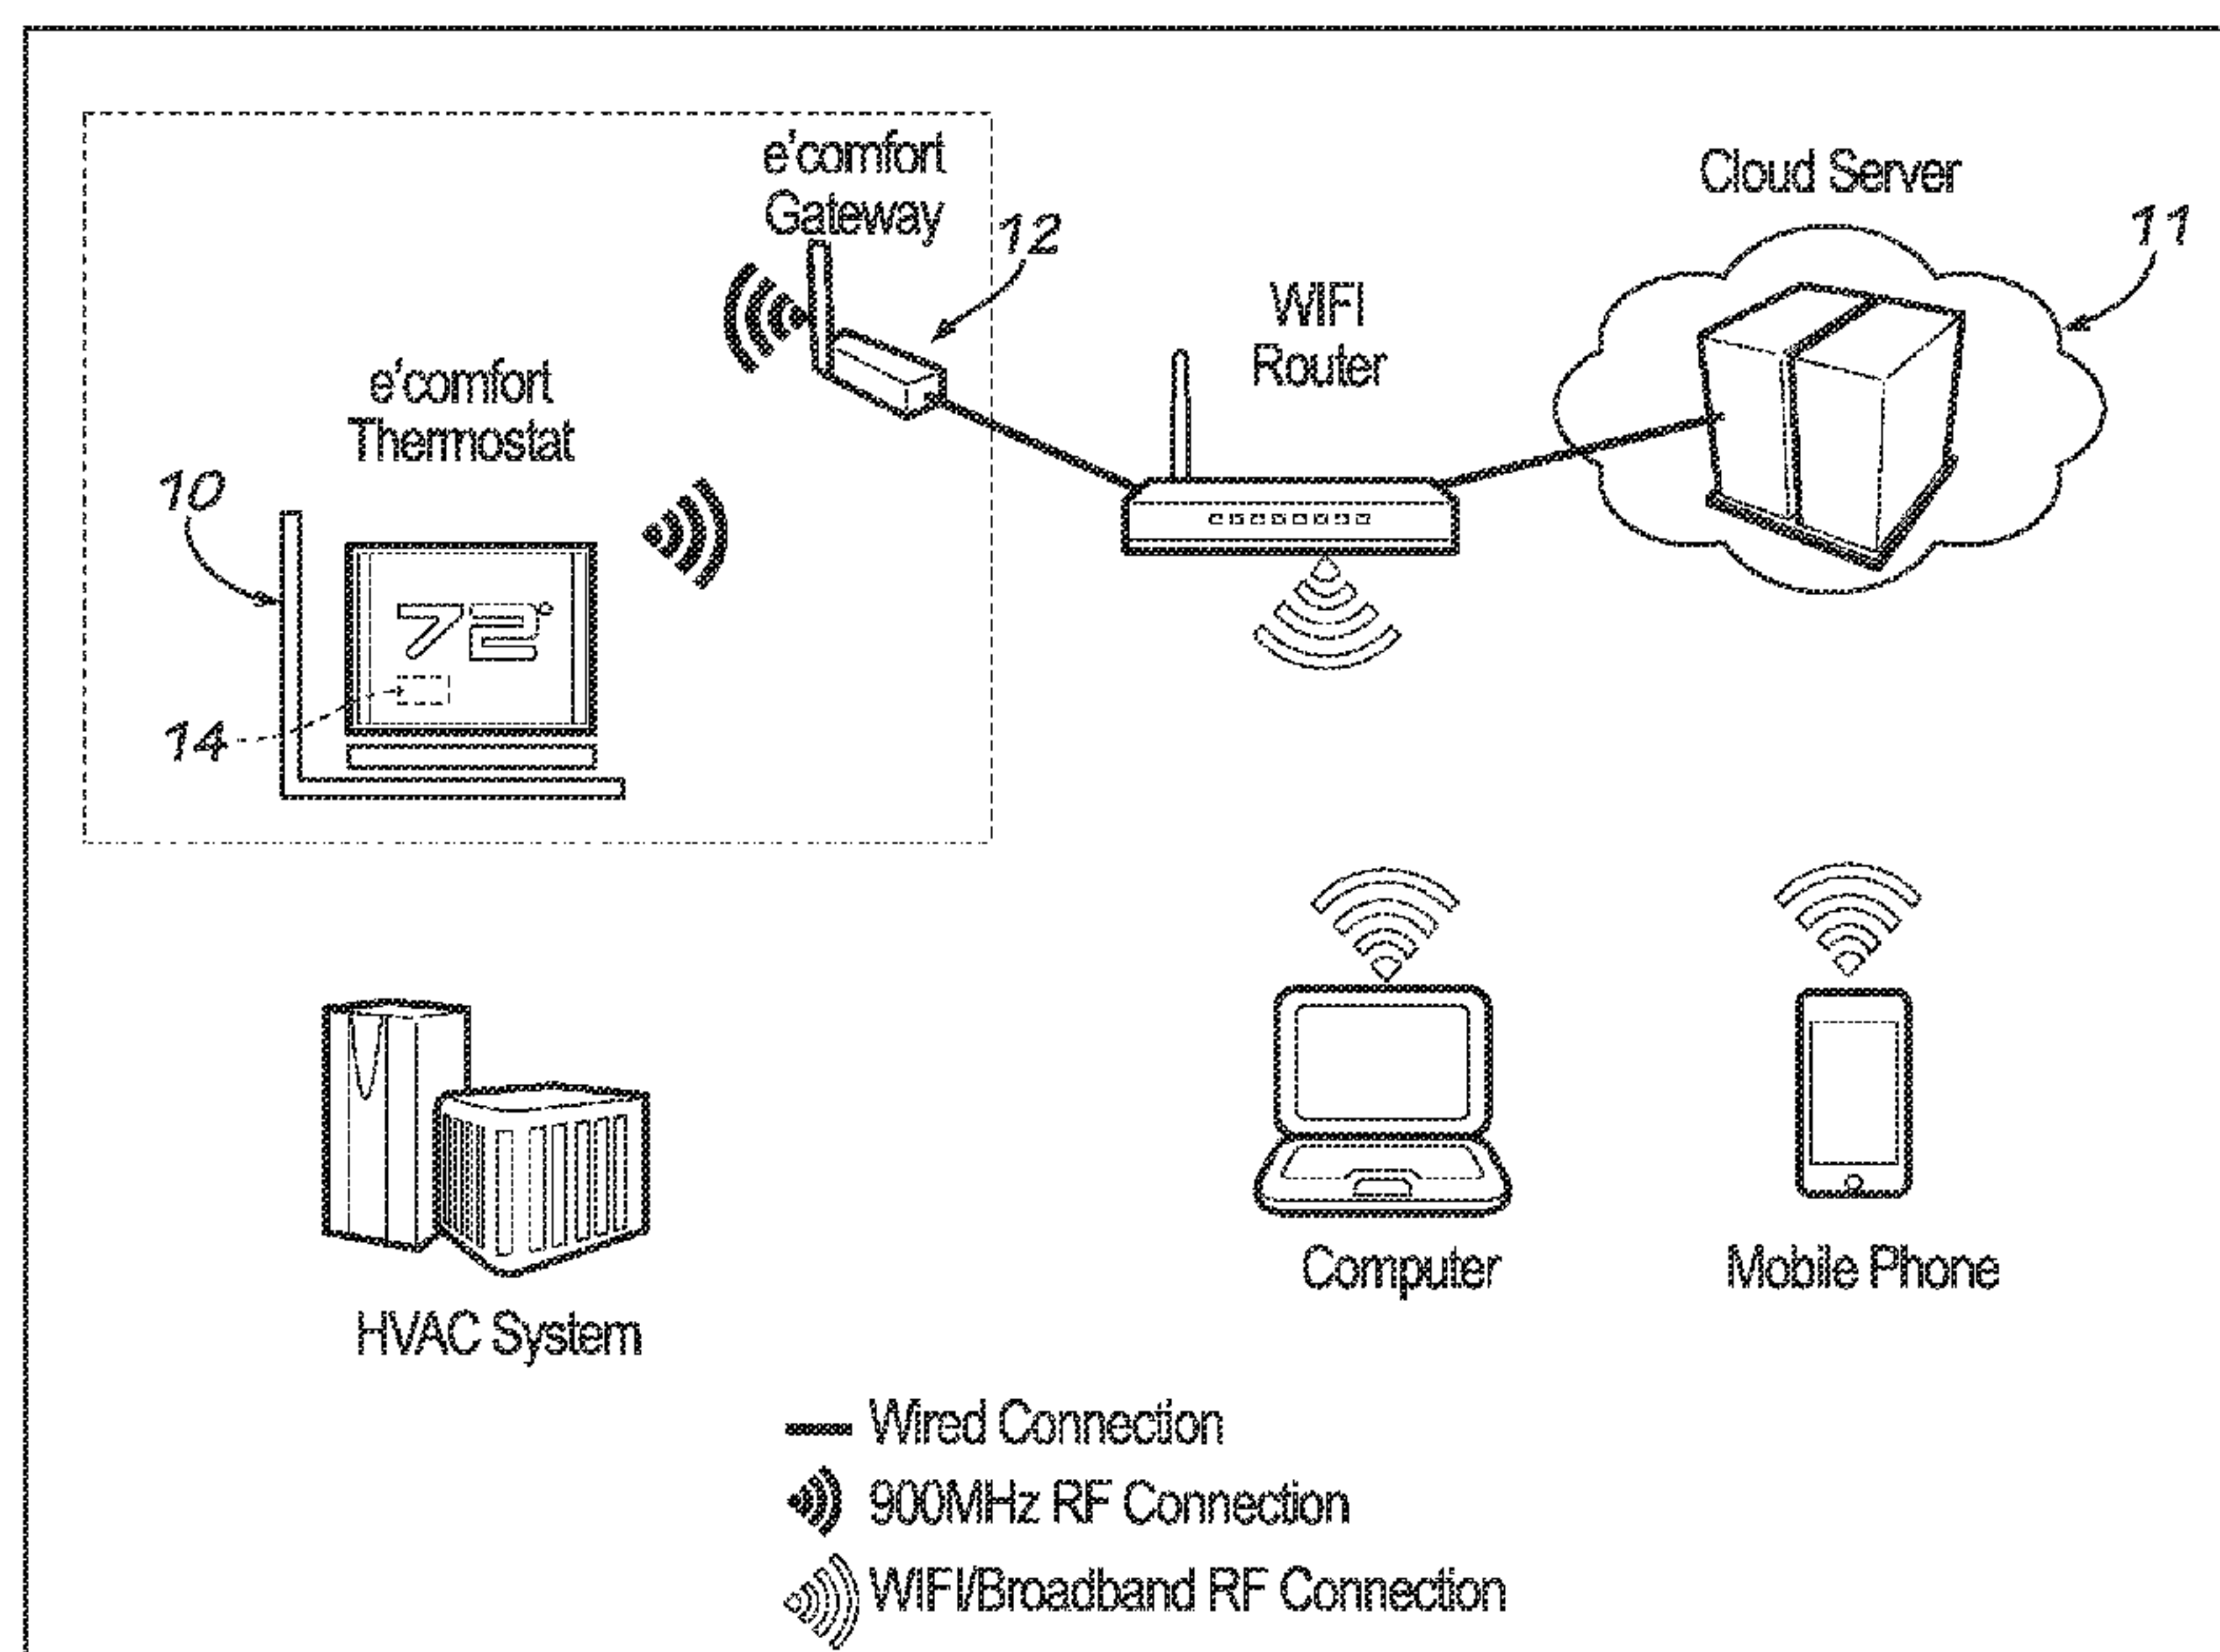 e'comfort
Gateway
12
Cloud Server
11
WIFI
Router
e'comfort
Thermostat
10
72°
14
HVAC System
Computer
Mobile Phone
Wired Connection
900MHz RF Connection
WIFI/Broadband RF Connection